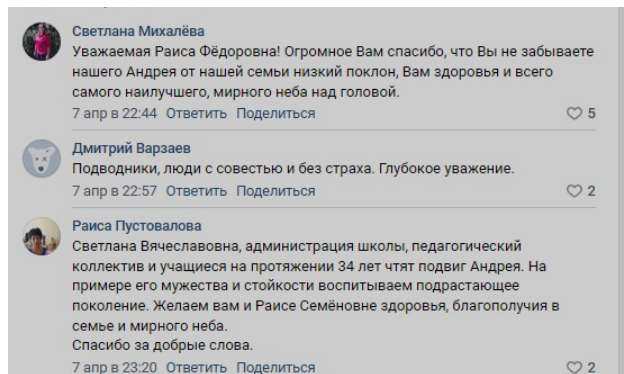 Светлана Михалёва
Уважаемая Раиса Фёдоровна! Огромное Вам спасибо, что Вы не забываете
нашего Андрея от нашей семьи низкий поклон, Вам здоровья и всего
самого наилучшего, мирного неба над головой.
7 апр в 22:44 Ответить Поделиться 5
Дмитрий Варзаев
Подводники, люди с совестью и без страха. Глубокое уважение.
7 апр в 22:57 Ответить Поделиться 2
Раиса Пустовалова
Светлана Вячеславовна, администрация школы, педагогический
коллектив и учащиеся на протяжении 34 лет чтят подвиг Андрея. На
примере его мужества и стойкости воспитываем подрастающее
поколение. Желаем вам и Раисе Семёновне здоровья, благополучия в
семье и мирного неба.
Спасибо за добрые слова.
7 апр в 23:20 Ответить Поделиться 2